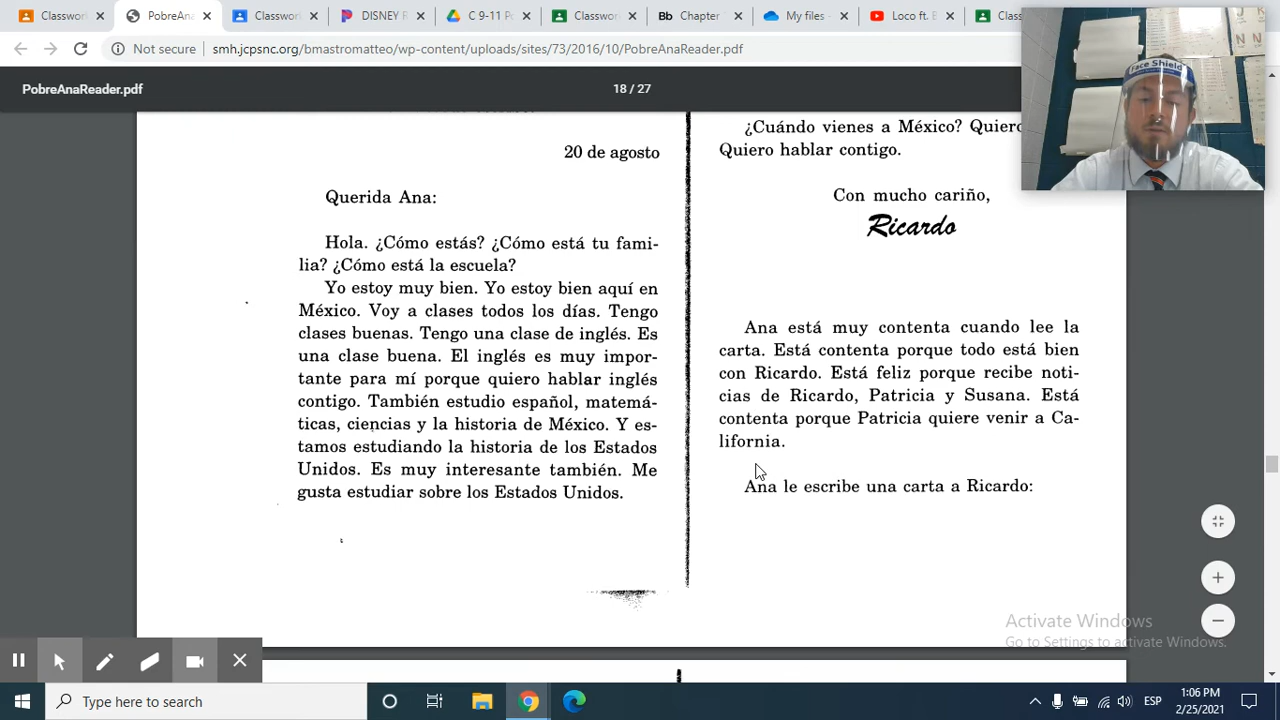 Classwor
PobreAna
Classwor
DISNEY F
C 9-11 P
Classwor
Bb Chapter
My files -
Loco ft. E
Class
Not secure smh.jcpsnc.org/bmastromatteo/wp-content/uploads/sites/73/2016/10/PobreAnaReader.pdf
PobreAnaReader.pdf
18 / 27
Face Shield
20 de agosto
Querida Ana:
Hola. ¿Cómo estás? ¿Cómo está tu fami-
lia? ¿Cómo está la escuela?
Yo estoy muy bien. Yo estoy bien aquí en
México. Voy a clases todos los días. Tengo
clases buenas. Tengo una clase de inglés. Es
una clase buena. El inglés es muy impor-
tante para mí porque quiero hablar inglés
contigo. También estudio español, matemá-
ticas, ciencias y la historia de México. Y es-
tamos estudiando la historia de los Estados
Unidos. Es muy interesante también. Me
gusta estudiar sobre los Estados Unidos.
¿Cuándo vienes a México? Quiero
Quiero hablar contigo.
Con mucho cariño,
Ricardo
Ana está muy contenta cuando lee la
carta. Está contenta porque todo está bien
con Ricardo. Está feliz porque recibe noti-
cias de Ricardo, Patricia y Susana. Está
contenta porque Patricia quiere venir a Ca-
lifornia.
Ana le escribe una carta a Ricardo:
Activate Windows
Go to Settings to activate Windows.
Type here to search
ESP
1:06 PM
2/25/2021